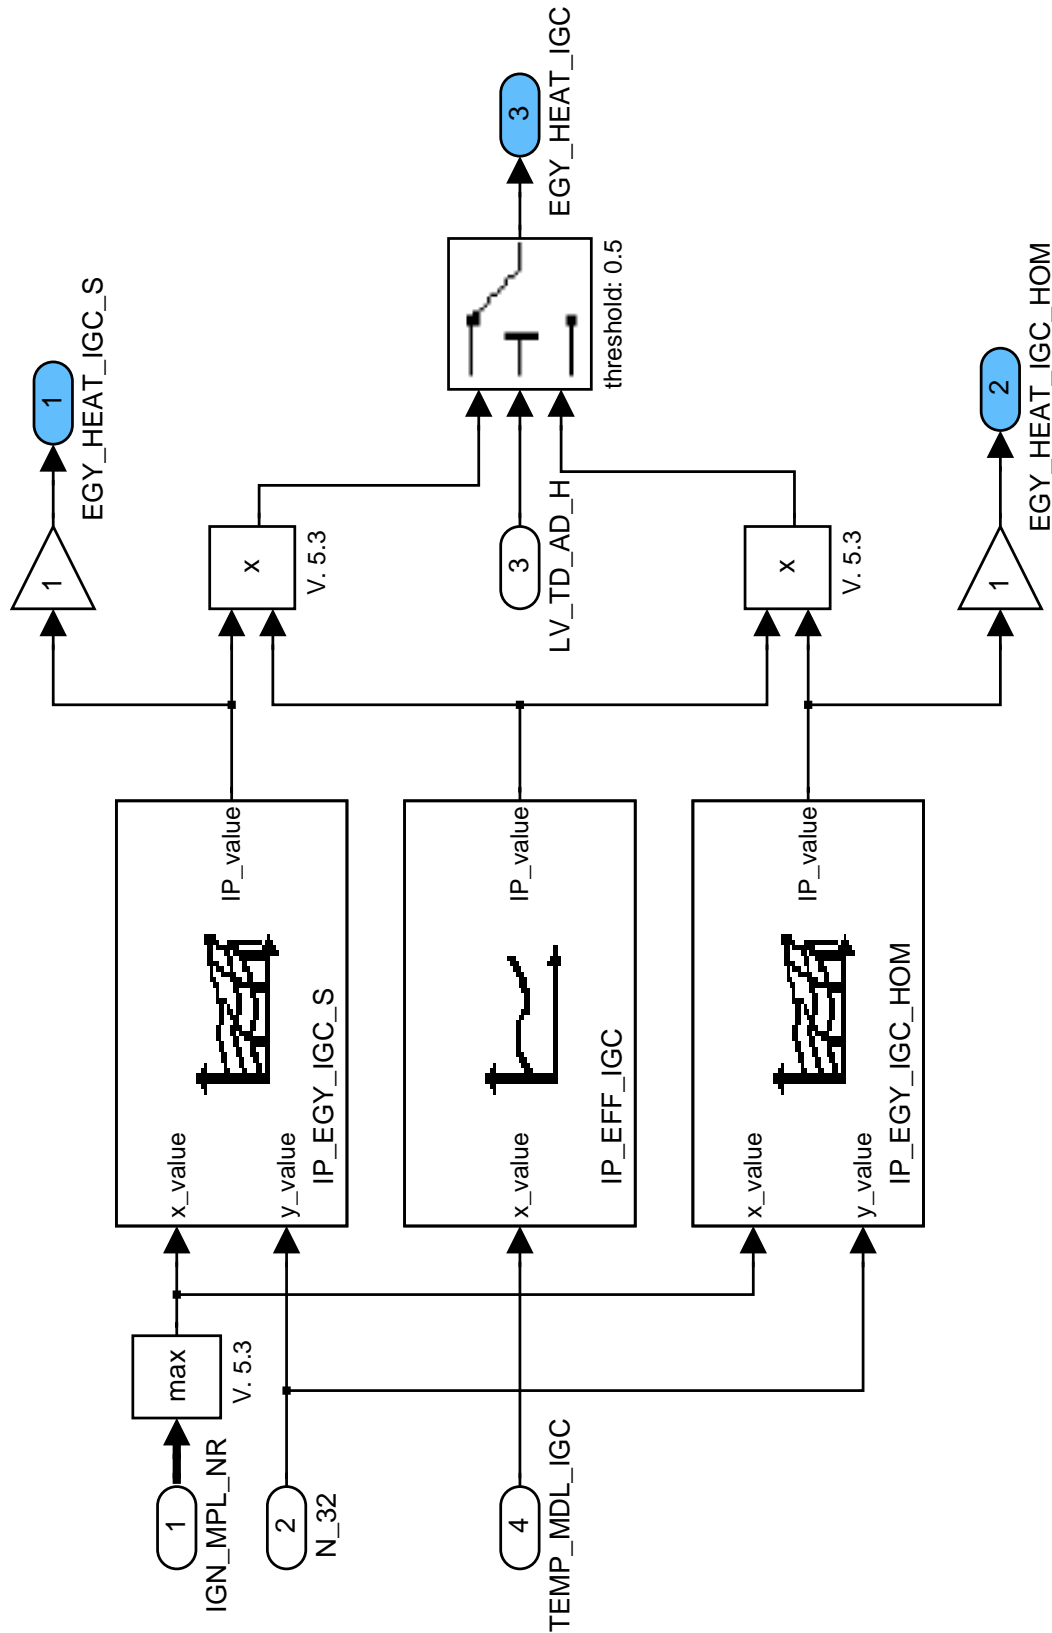 1
IGN_MPL_NR
max
V. 5.3
x_value
y_value
IP_value
IP_EGY_IGC_S
1
1
EGY_HEAT_IGC_S
2
N_32
x
V. 5.3
4
TEMP_MDL_IGC
x_value
IP_value
IP_EFF_IGC
3
LV_TD_AD_H
threshold: 0.5
3
EGY_HEAT_IGC
x_value
y_value
IP_value
IP_EGY_IGC_HOM
x
V. 5.3
1
2
EGY_HEAT_IGC_HOM